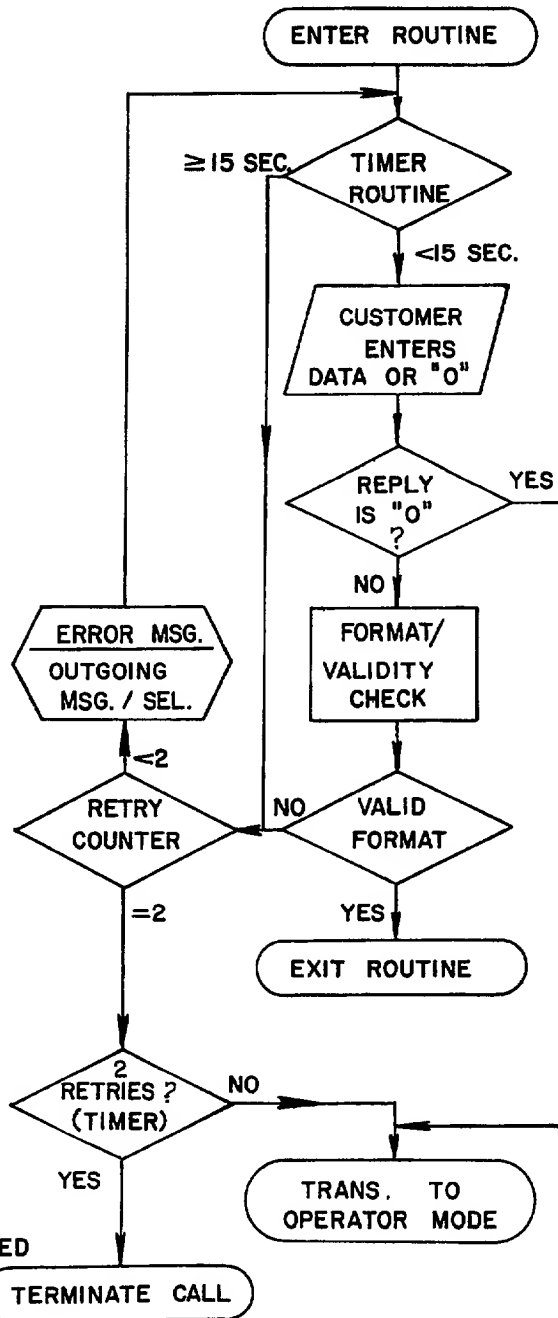 ENTER ROUTINE
≧15 SEC.
TIMER
ROUTINE
<15 SEC.
CUSTOMER
ENTERS
DATA OR "O"
REPLY
IS "O"
?
YES
NO
ERROR MSG.
OUTGOING
MSG. / SEL.
FORMAT/
VALIDITY
CHECK
<2
RETRY
COUNTER
NO
VALID
FORMAT
=2
YES
EXIT ROUTINE
2
RETRIES ?
(TIMER)
NO
YES
TRANS. TO
OPERATOR MODE
ED
TERMINATE CALL